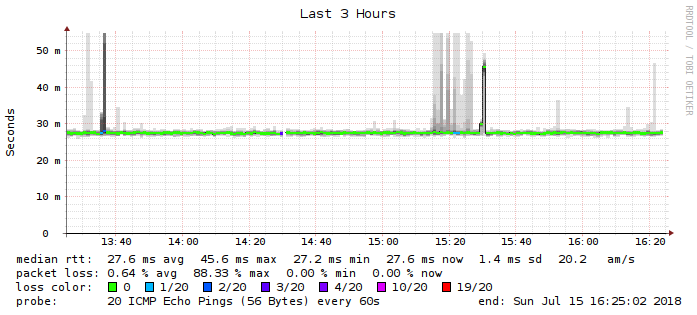 Last 3 Hours
RRDTOOL / TOBI OETIKER
Seconds
50 m
40 m
30 m
20 m
10 m
0
13:40 14:00 14:20 14:40 15:00 15:20 15:40 16:00 16:20
median rtt: 27.6 ms avg 45.6 ms max 27.2 ms min 27.6 ms now 1.4 ms sd 20.2 am/s
packet loss: 0.64 % avg 88.33 % max 0.00 % min 0.00 % now
loss color: 0 1/20 2/20 3/20 4/20 10/20 19/20
probe: 20 ICMP Echo Pings (56 Bytes) every 60s end: Sun Jul 15 16:25:02 2018